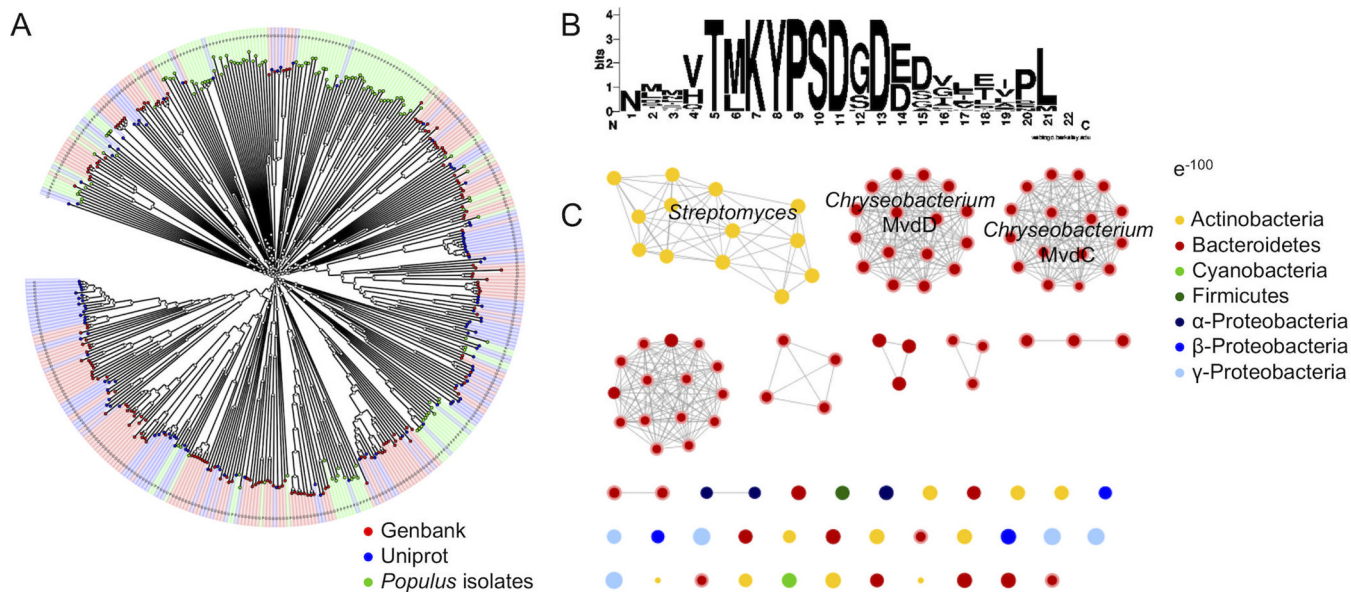 A
B
bits
4
3
2
1
0
NVTMKYPSDGDEDVLEIPL
1 2 3 4 5 6 7 8 9 10 11 12 13 14 15 16 17 18 19 20 21 22
N
C
weblogo.berkeley.edu
C
Streptomyces
Chryseobacterium
MvdD
Chryseobacterium
MvdC
e-100
Actinobacteria
Bacteroidetes
Cyanobacteria
Firmicutes
α-Proteobacteria
β-Proteobacteria
γ-Proteobacteria
Genbank
Uniprot
Populus isolates